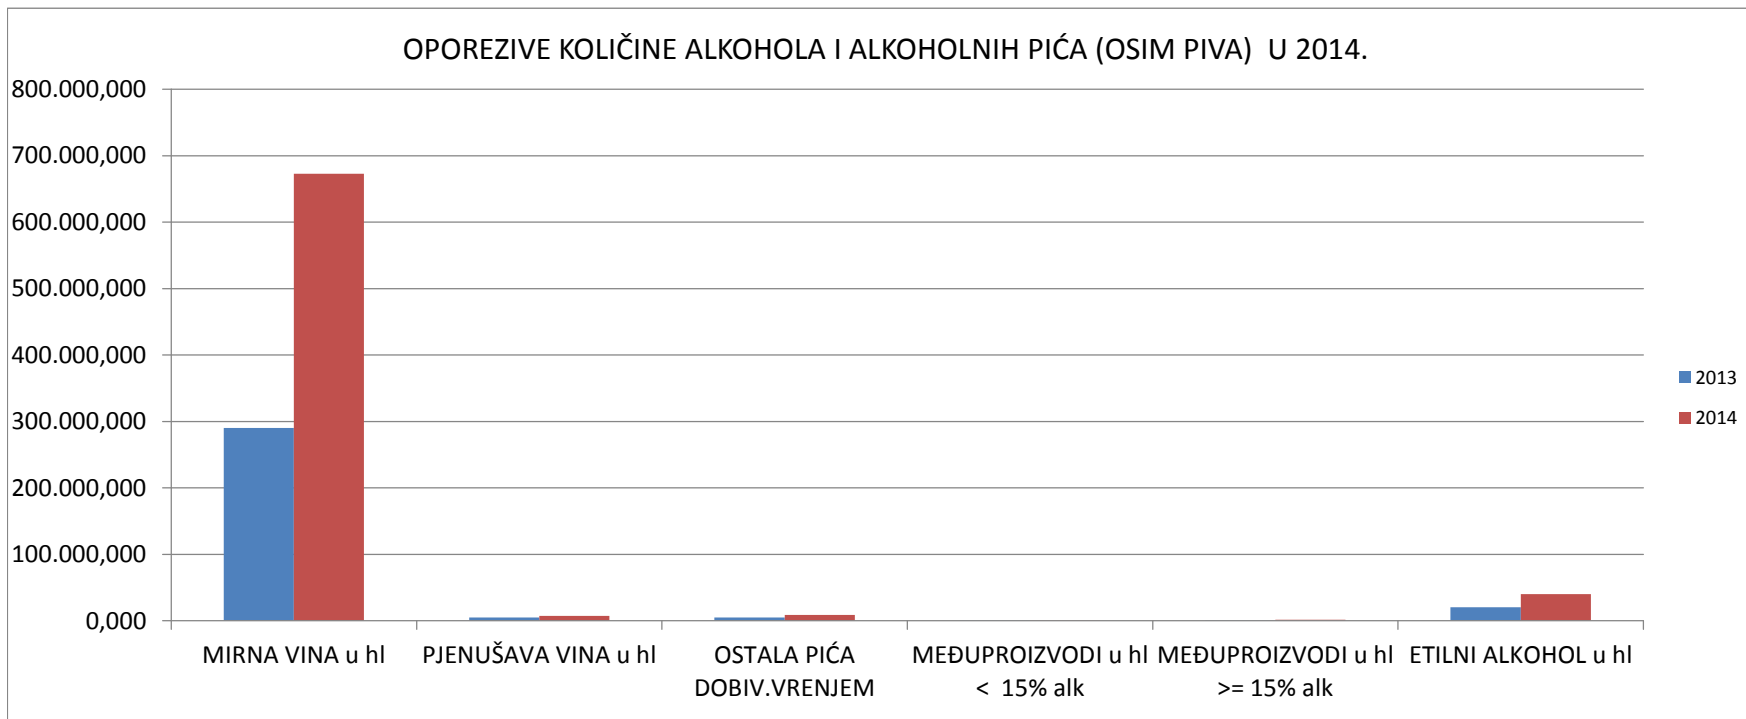 OPOREZIVE KOLIČINE ALKOHOLA I ALKOHOLNIH PIĆA (OSIM PIVA)  U 2014.
800.000,000
700.000,000
600.000,000
500.000,000
400.000,000
300.000,000
200.000,000
100.000,000
0,000
MIRNA VINA u hl
PJENUŠAVA VINA u hl
OSTALA PIĆA
DOBIV.VRENJEM
MEĐUPROIZVODI u hl
<  15% alk
MEĐUPROIZVODI u hl
>= 15% alk
ETILNI ALKOHOL u hl
2013
2014